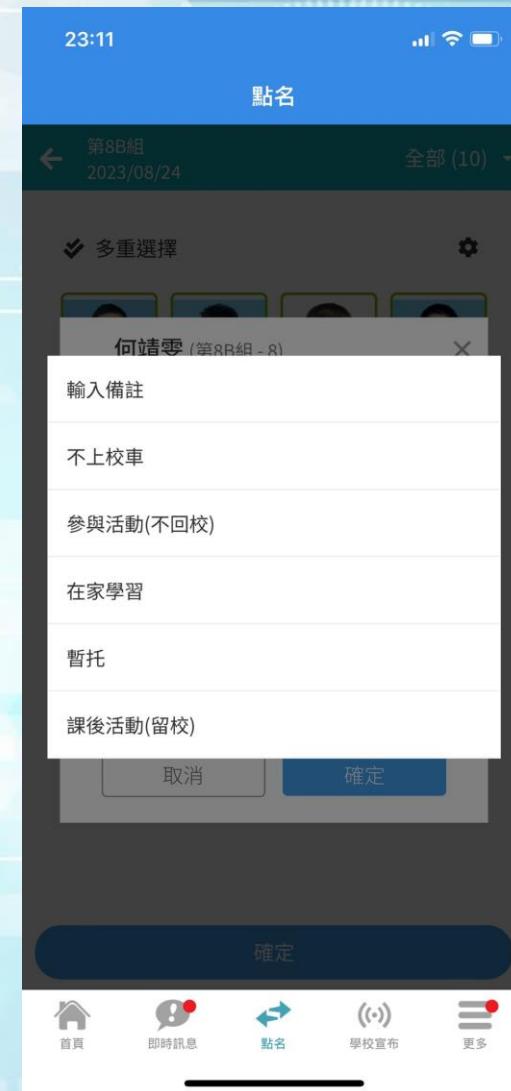 23:11
點名
第8B組
2023/08/24
全部 (10)
多重選擇
何靖雯 (第8B組 - 8)
輸入備註
不上校車
參與活動(不回校)
在家學習
暫托
課後活動(留校)
取消
確定
確定
首頁
即時訊息
點名
學校宣布
更多